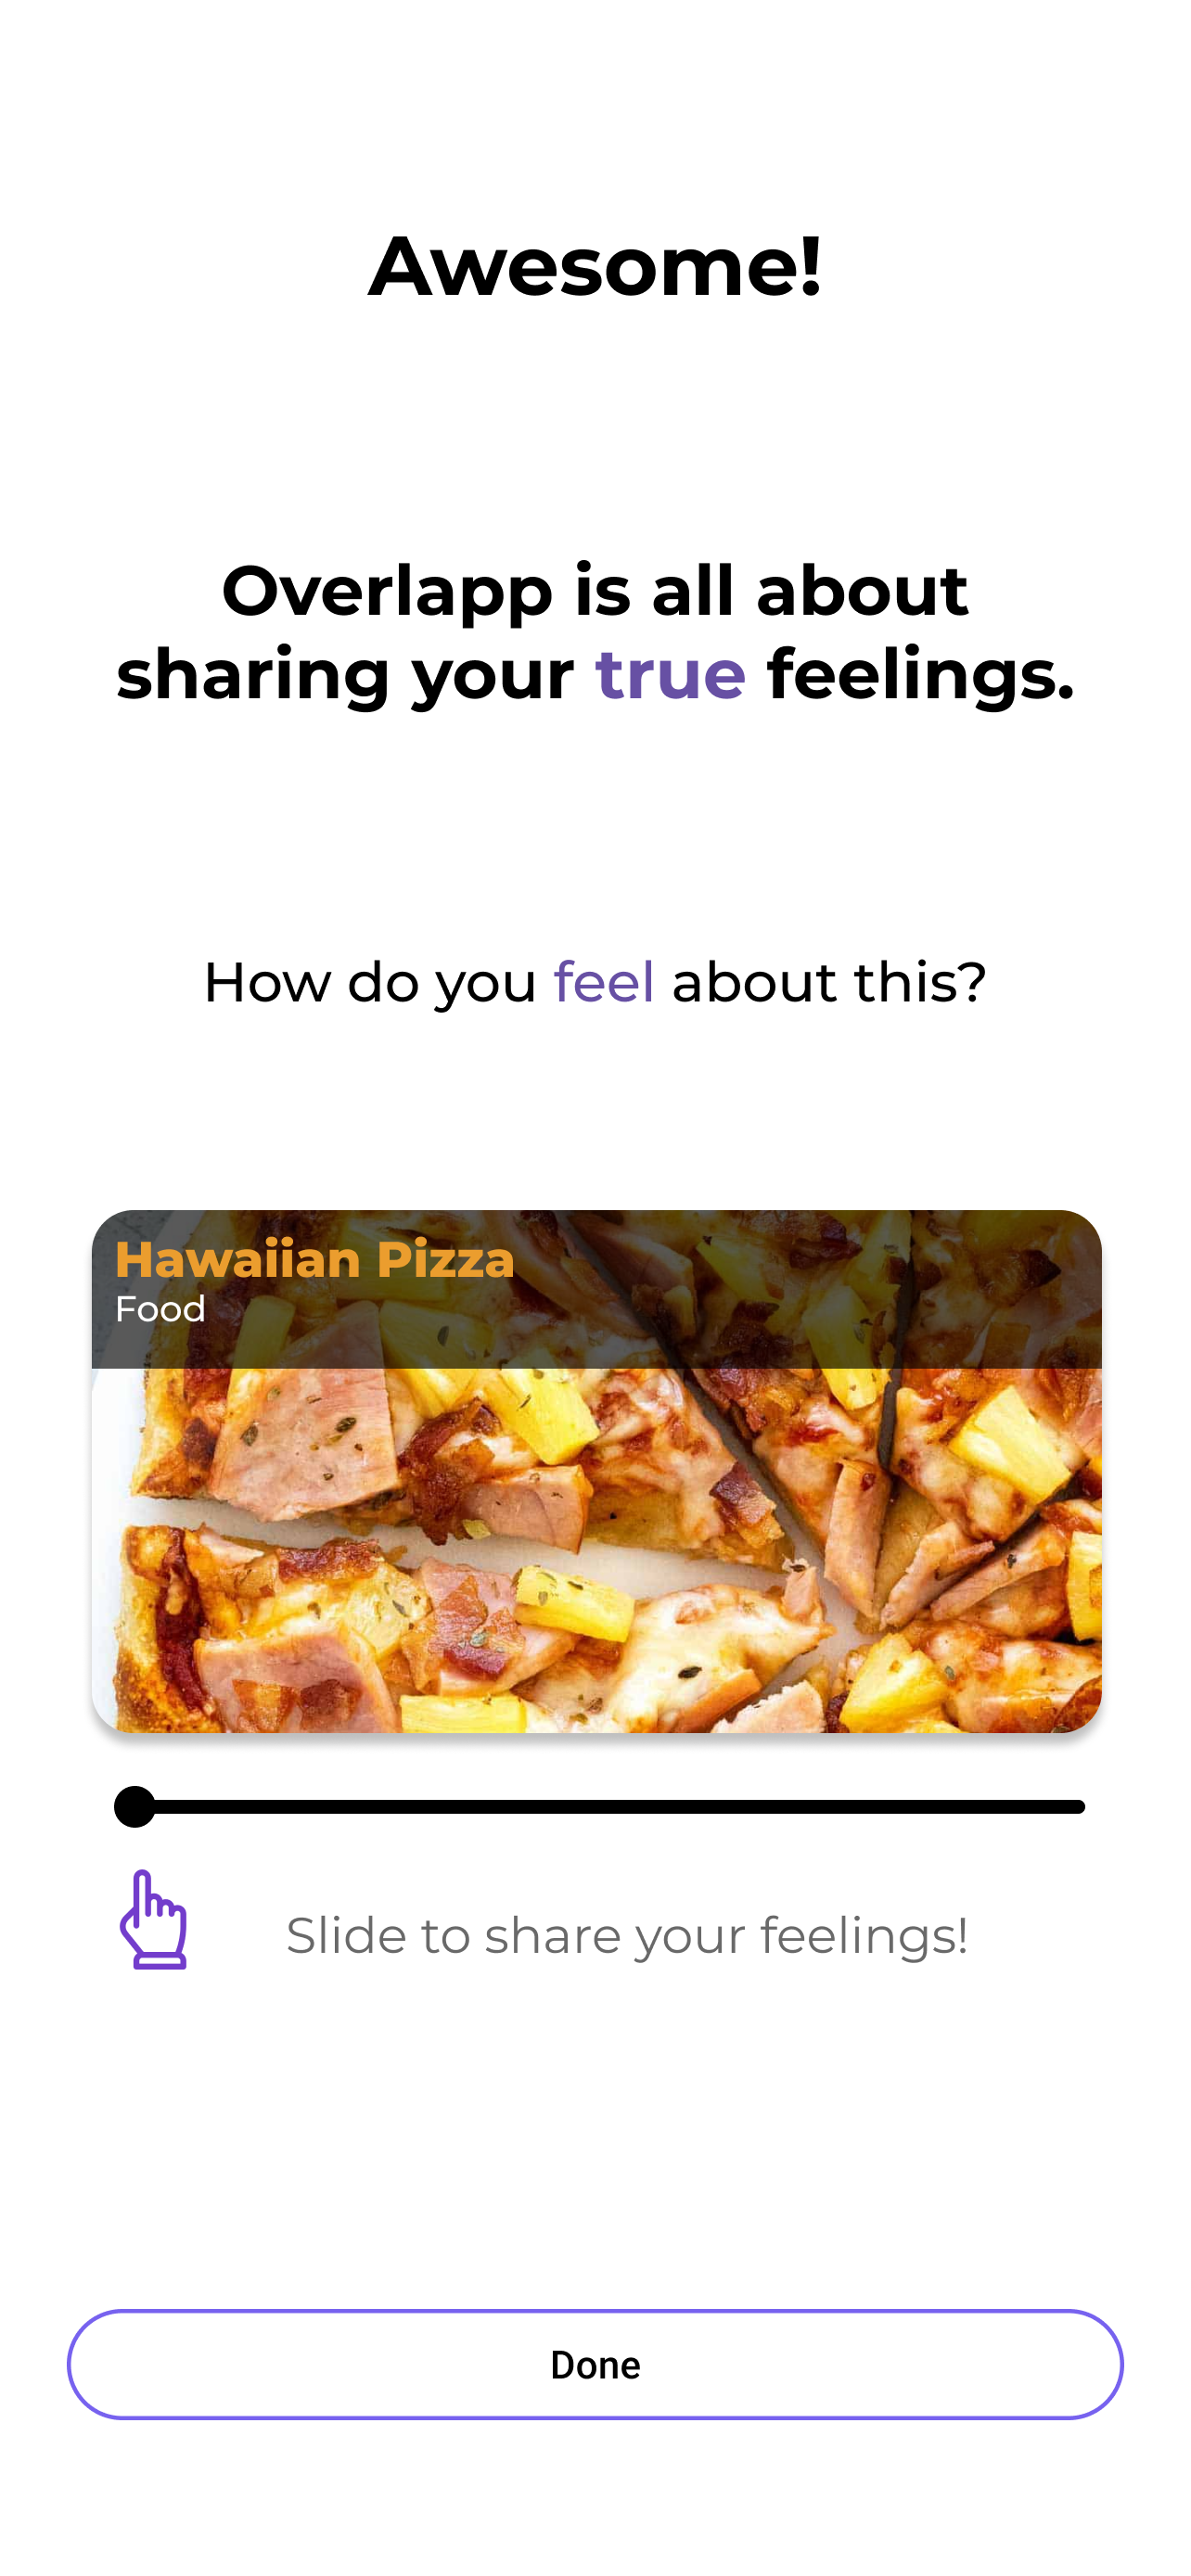 Awesome!
Overlapp is all about
sharing your true feelings.
How do you feel about this?
Hawaiian Pizza
Food
Slide to share your feelings!
Done